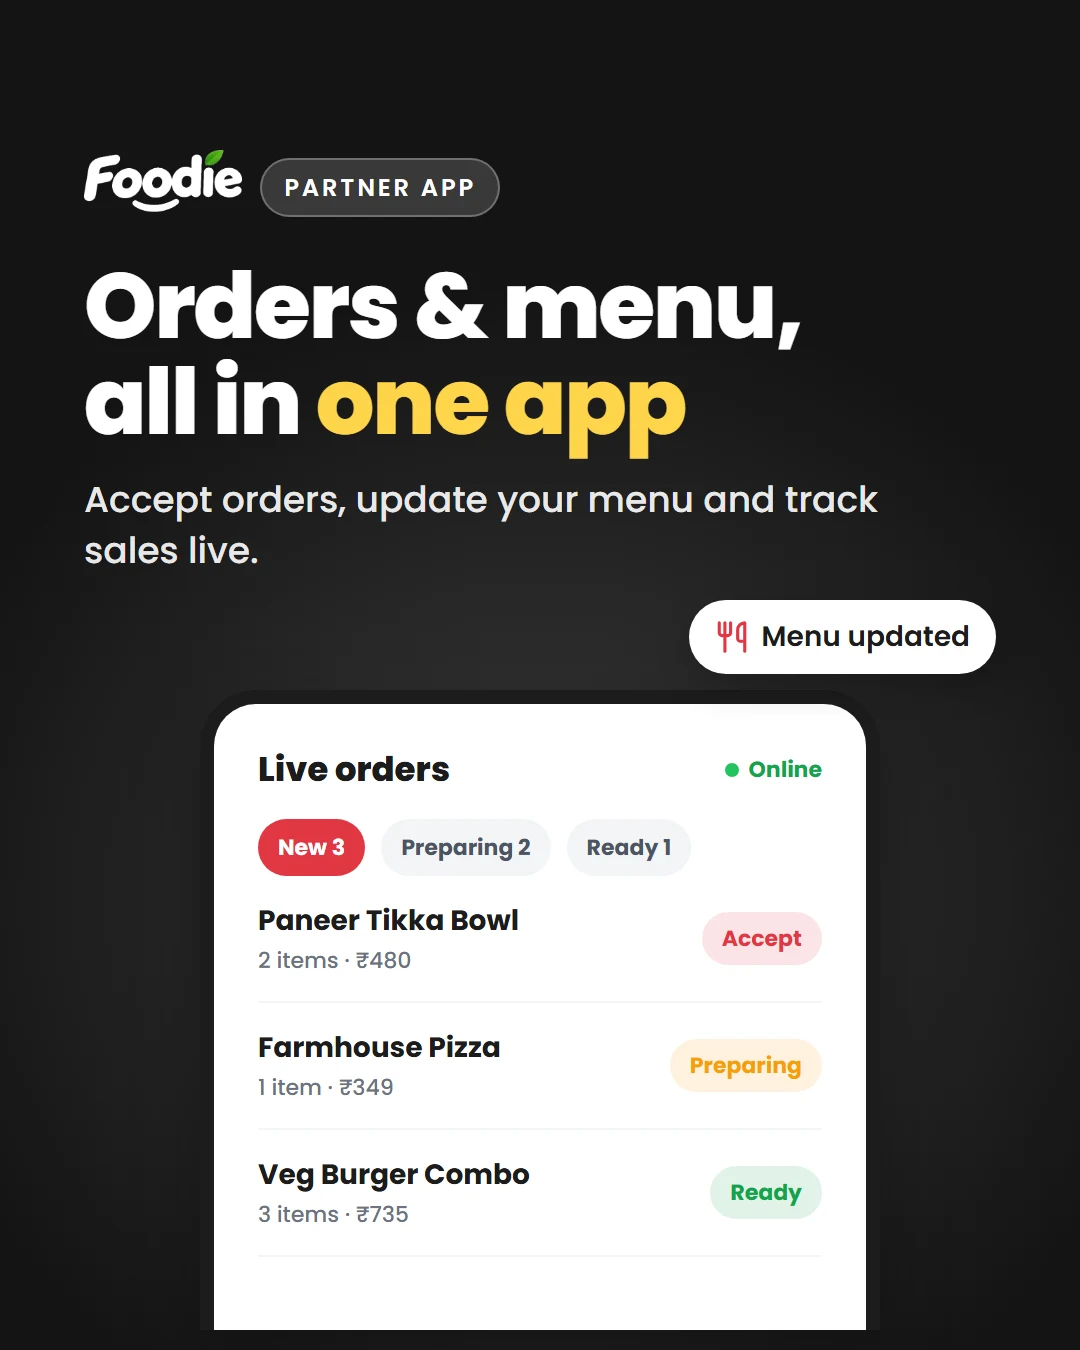 Foodie
PARTNER APP
Orders & menu,
all in one app
Accept orders, update your menu and track
sales live.
Menu updated
Live orders
Online
New 3
Preparing 2
Ready 1
Paneer Tikka Bowl
2 items · ₹480
Accept
Farmhouse Pizza
1 item · ₹349
Preparing
Veg Burger Combo
3 items · ₹735
Ready